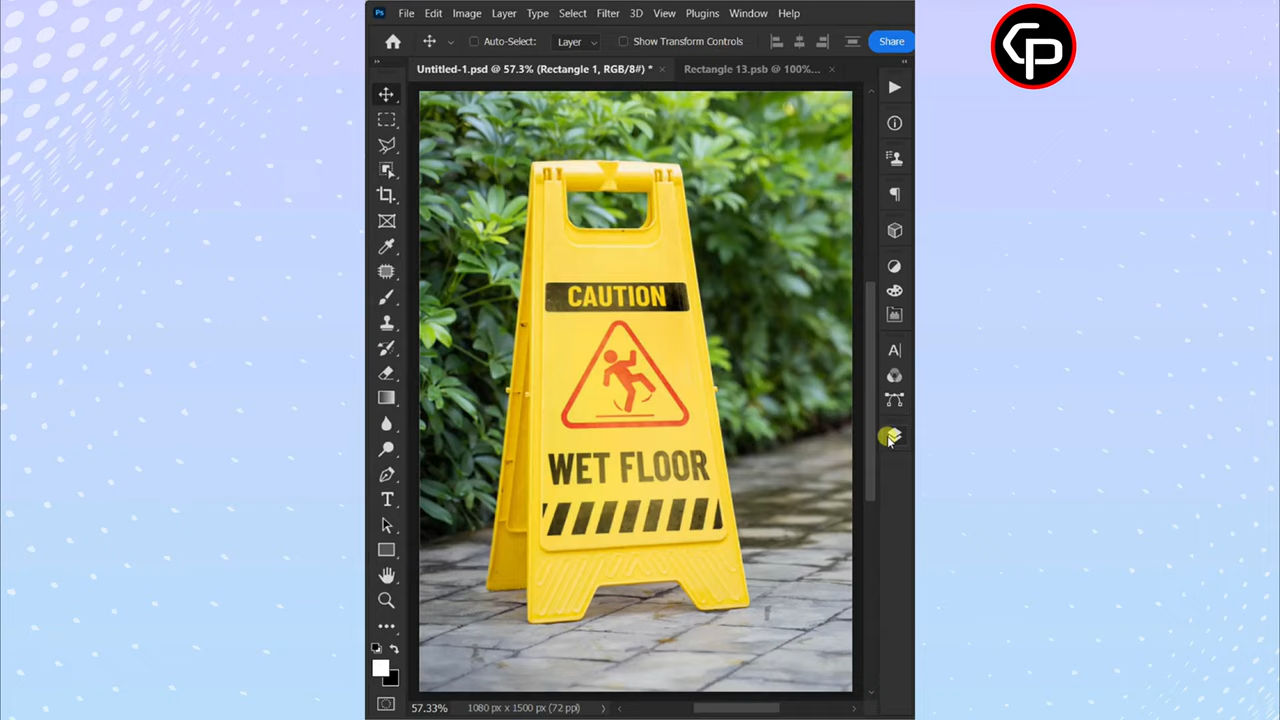 Ps File Edit Image Layer Type Select Filter 3D View Plugins Window Help
Auto-Select: Layer Show Transform Controls Share
Untitled-1.psd @ 57.3% (Rectangle 1, RGB/8#) * × Rectangle 13.psb @ 100%... ×
CAUTION
WET FLOOR
57.33% 1080 px x 1500 px (72 ppi)